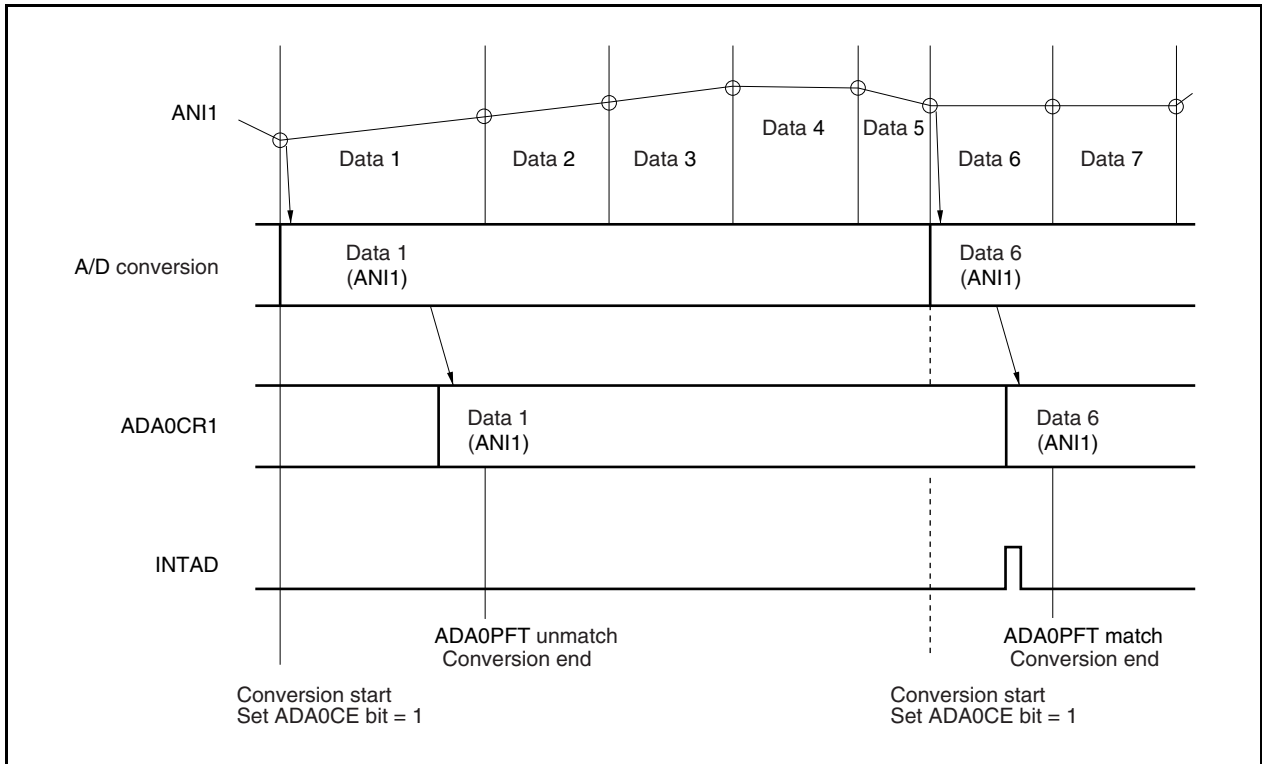 ANI1
Data 1
Data 2
Data 3
Data 4
Data 5
Data 6
Data 7
A/D conversion
Data 1
(ANI1)
Data 6
(ANI1)
ADA0CR1
Data 1
(ANI1)
Data 6
(ANI1)
INTAD
ADA0PFT unmatch
Conversion end
ADA0PFT match
Conversion end
Conversion start
Set ADA0CE bit = 1
Conversion start
Set ADA0CE bit = 1